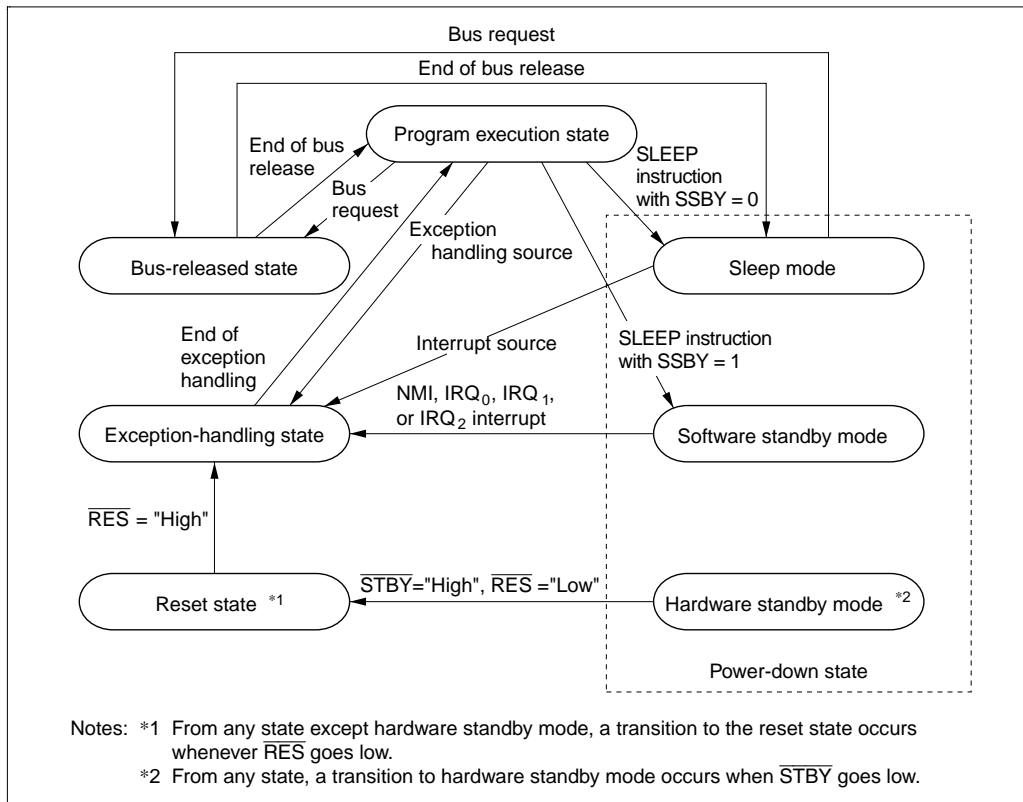 Bus request
End of bus release
Program execution state
End of bus
release
Bus
request
SLEEP
instruction
with SSBY = 0
Exception
handling source
Bus-released state
Sleep mode
End of
exception
handling
Interrupt source
SLEEP instruction
with SSBY = 1
NMI, IRQ₀, IRQ₁,
or IRQ₂ interrupt
Exception-handling state
Software standby mode
R̅E̅S̅ = "High"
S̅T̅B̅Y̅="High", R̅E̅S̅ ="Low"
Reset state *1
Hardware standby mode *2
Power-down state
Notes: *1 From any state except hardware standby mode, a transition to the reset state occurs
whenever R̅E̅S̅ goes low.
*2 From any state, a transition to hardware standby mode occurs when S̅T̅B̅Y̅ goes low.